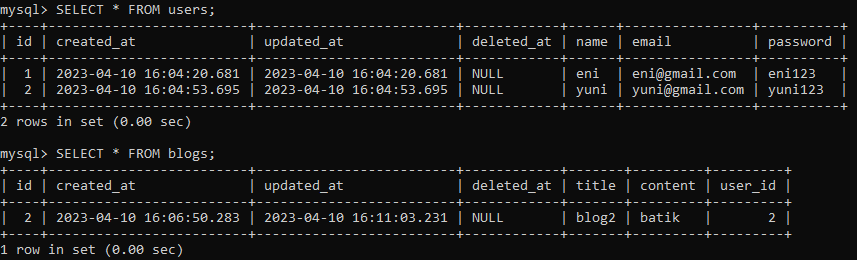 mysql> SELECT * FROM users;
+----+-------------------------+-------------------------+------------+------+----------------+----------+
| id | created_at              | updated_at              | deleted_at | name | email          | password |
+----+-------------------------+-------------------------+------------+------+----------------+----------+
|  1 | 2023-04-10 16:04:20.681 | 2023-04-10 16:04:20.681 | NULL       | eni  | eni@gmail.com  | eni123   |
|  2 | 2023-04-10 16:04:53.695 | 2023-04-10 16:04:53.695 | NULL       | yuni | yuni@gmail.com | yuni123  |
+----+-------------------------+-------------------------+------------+------+----------------+----------+
2 rows in set (0.00 sec)

mysql> SELECT * FROM blogs;
+----+-------------------------+-------------------------+------------+-------+---------+---------+
| id | created_at              | updated_at              | deleted_at | title | content | user_id |
+----+-------------------------+-------------------------+------------+-------+---------+---------+
|  2 | 2023-04-10 16:06:50.283 | 2023-04-10 16:11:03.231 | NULL       | blog2 | batik   |       2 |
+----+-------------------------+-------------------------+------------+-------+---------+---------+
1 row in set (0.00 sec)